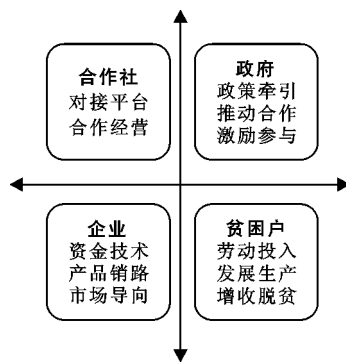 合作社
对接平台
合作经营
政府
政策牵引
推动合作
激励参与
企业
资金技术
产品销路
市场导向
贫困户
劳动投入
发展生产
增收脱贫